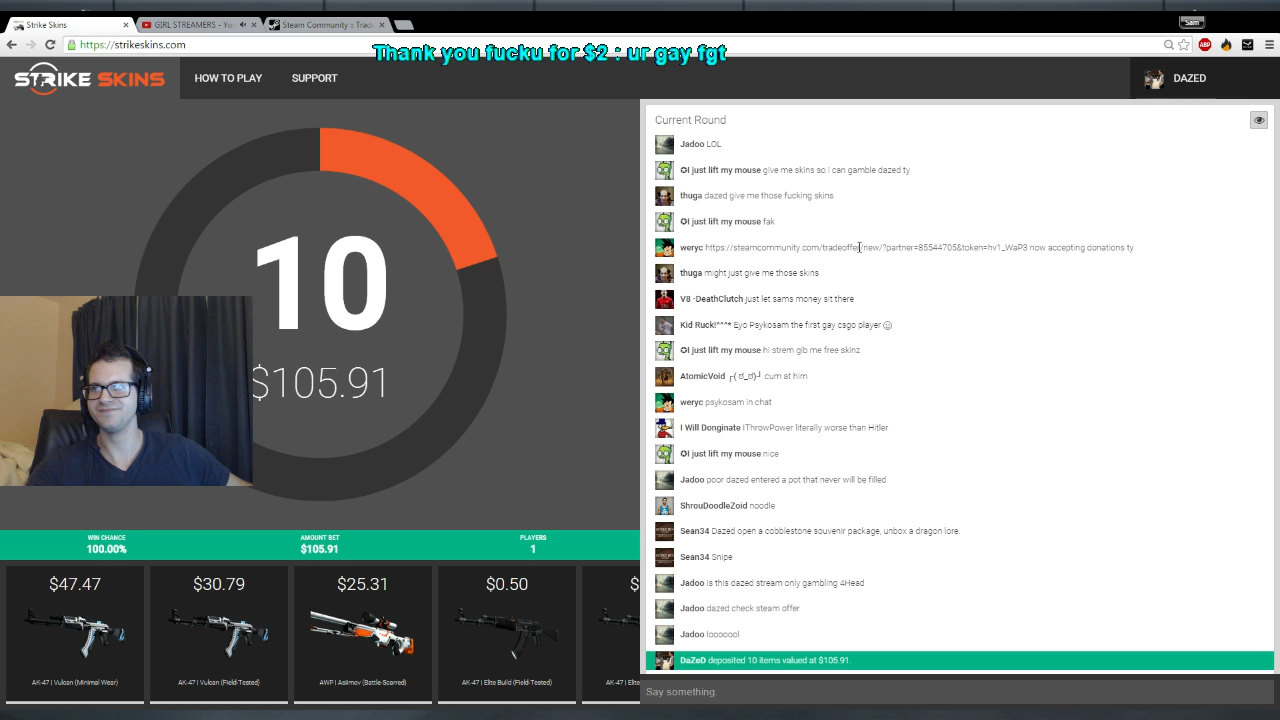 Strike Skins
GIRL STREAMERS - Yo
Steam Community :: Trade
Sam
https://strikeskins.com
Thank you fucku for $2 : ur gay fgt
STRIKE SKINS
HOW TO PLAY
SUPPORT
DAZED
10
$105.91
WIN CHANCE
100.00%
AMOUNT BET
$105.91
PLAYERS
1
$47.47
AK-47 | Vulcan (Minimal Wear)
$30.79
AK-47 | Vulcan (Field-Tested)
$25.31
AWP | Asiimov (Battle-Scarred)
$0.50
AK-47 | Elite Build (Field-Tested)
$
AK-47 | Elite
Current Round
Jadoo LOL
✪I just lift my mouse give me skins so i can gamble dazed ty
thuga dazed give me those fucking skins
✪I just lift my mouse fak
weryc https://steamcommunity.com/tradeoffer/new/?partner=85544705&token=hv1_WaP3 now accepting donations ty
thuga might just give me those skins
V8 -DeathClutch just let sams money sit there
Kid Ruck!^^^* Eyo Psykosam the first gay csgo player ☺
✪I just lift my mouse hi strem gib me free skinz
AtomicVoid ┌( ಠ_ಠ)┘ cum at him
weryc psykosam in chat
I Will Donginate IThrowPower literally worse than Hitler
✪I just lift my mouse nice
Jadoo poor dazed entered a pot that never will be filled
ShrouDoodleZoid noodle
Sean34 Dazed open a cobblestone souvenir package, unbox a dragon lore.
Sean34 Snipe
Jadoo is this dazed stream only gambling 4Head
Jadoo dazed check steam offer
Jadoo looooool
DaZeD deposited 10 items valued at $105.91.
Say something.